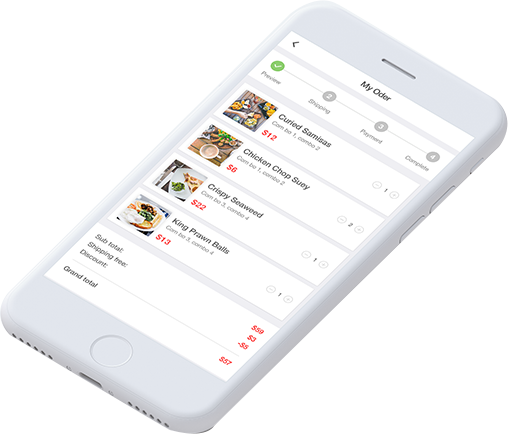 My Oder
2
3
4
Preview
Shipping
Payment
Complete
Curied Samisas
Com bo 1, combo 2
$12
1
Chicken Chop Suey
Com bo 1, combo 2
$6
2
Crispy Seaweed
Com bo 3, combo 4
$22
1
King Prawn Balls
Com bo 3, combo 4
$13
1
Sub total:
$59
Shipping free:
$3
Discount:
-$5
Grand total
$57